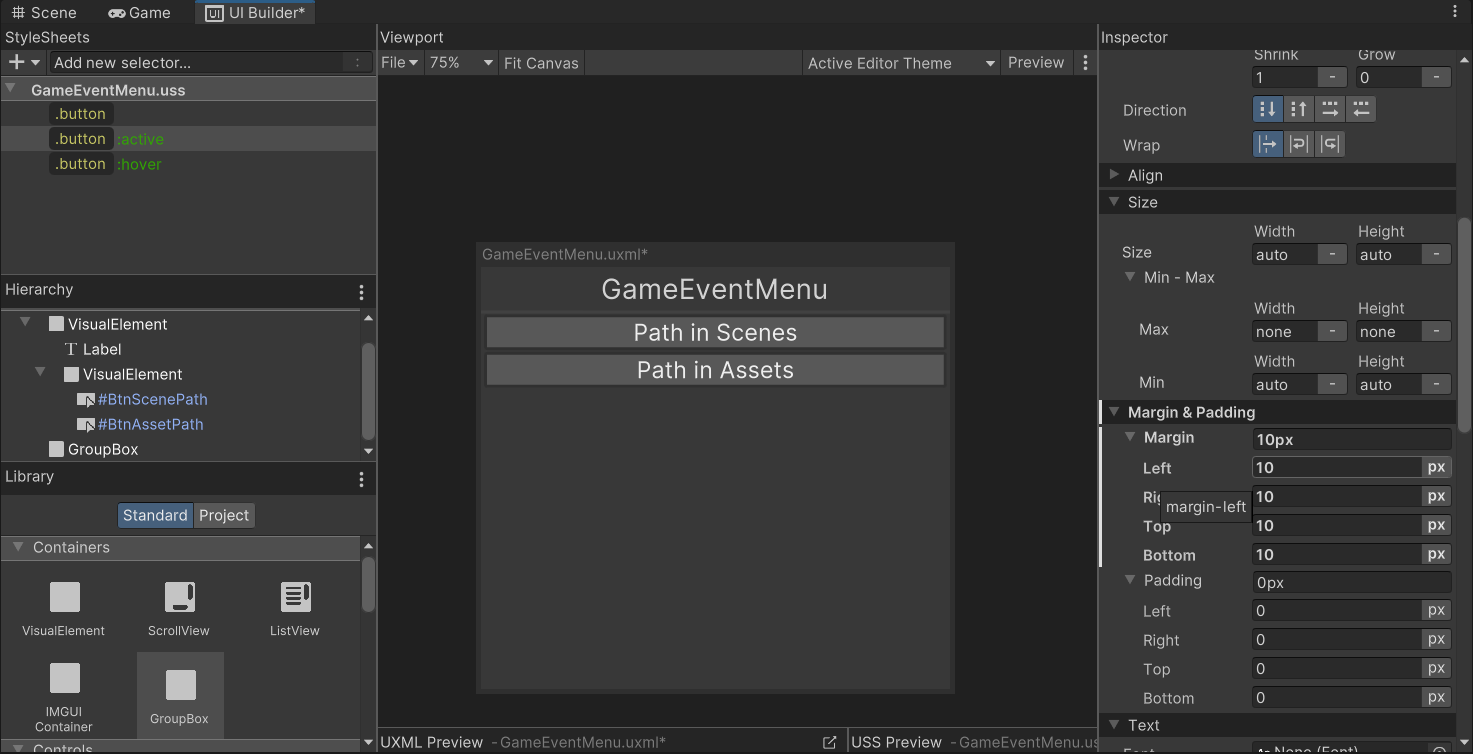 Scene
Game
UI Builder*
StyleSheets
Add new selector...
GameEventMenu.uss
.button
.button :active
.button :hover
Hierarchy
VisualElement
T Label
VisualElement
#BtnScenePath
#BtnAssetPath
GroupBox
Library
Standard Project
Containers
VisualElement
ScrollView
ListView
IMGUI
Container
GroupBox
Controls
Viewport
File 75% Fit Canvas Active Editor Theme Preview
GameEventMenu.uxml*
GameEventMenu
Path in Scenes
Path in Assets
UXML Preview - GameEventMenu.uxml*
USS Preview - GameEventMenu.us
Inspector
Shrink Grow
1 - 0 -
Direction
Wrap
Align
Size
Width Height
Size auto - auto -
Min - Max
Width Height
Max none - none -
Width Height
Min auto - auto -
Margin & Padding
Margin 10px
Left 10 px
10 px
margin-left
Top 10 px
Bottom 10 px
Padding 0px
Left 0 px
Right 0 px
Top 0 px
Bottom 0 px
Text